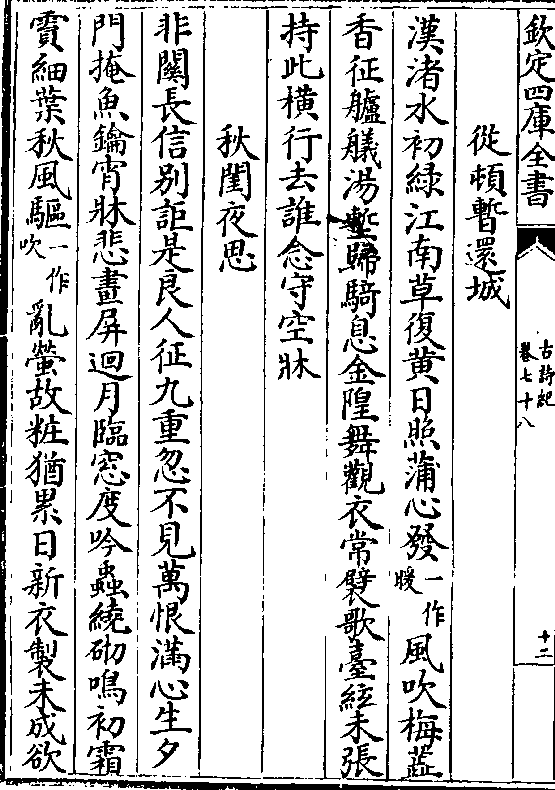 欽定四庫全書
古詩紀
卷七十八
十二
從頓暫還城
漢渚水初綠江南草復黄日照蒲心發一作暖風吹梅蕋
香征艫艤湯塹歸騎息金隍舞觀衣常襞歌臺絃未張
持此横行去誰念守空牀
秋閨夜思
非關長信别詎是良人征九重忽不見萬恨滿心生夕
門掩魚鑰宵牀悲畫屏迴月臨窓度吟蟲繞砌鳴初霜
霣細葉秋風驅一作吹亂螢故粧猶累日新衣製未成欲